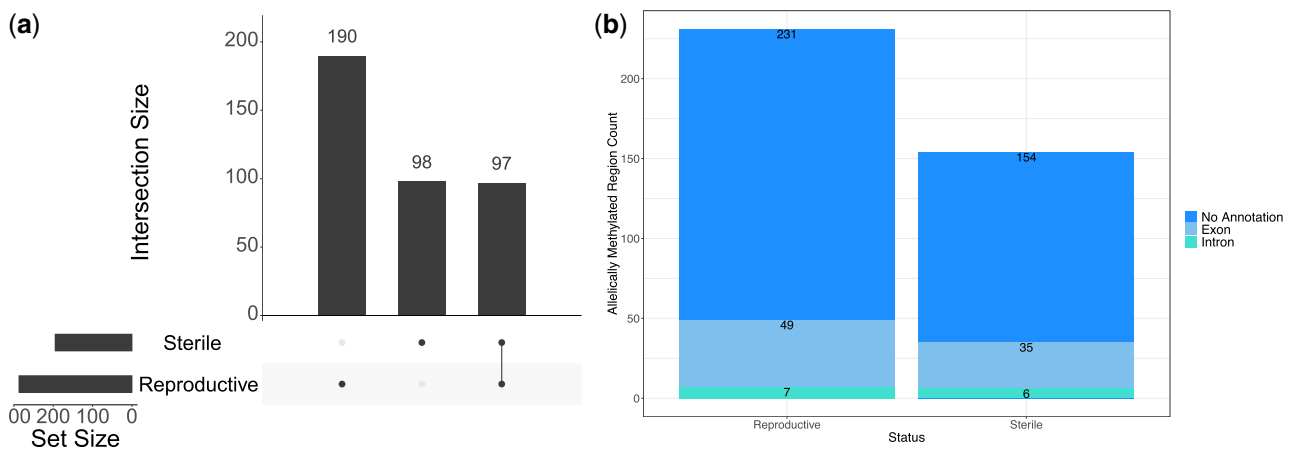 (a)
Intersection Size
200
150
100
50
0
190
98
97
Sterile
Reproductive
00 200 100 0
Set Size
(b)
Allelically Methylated Region Count
200
150
100
50
0
231
49
7
154
35
6
Reproductive
Sterile
Status
No Annotation
Exon
Intron